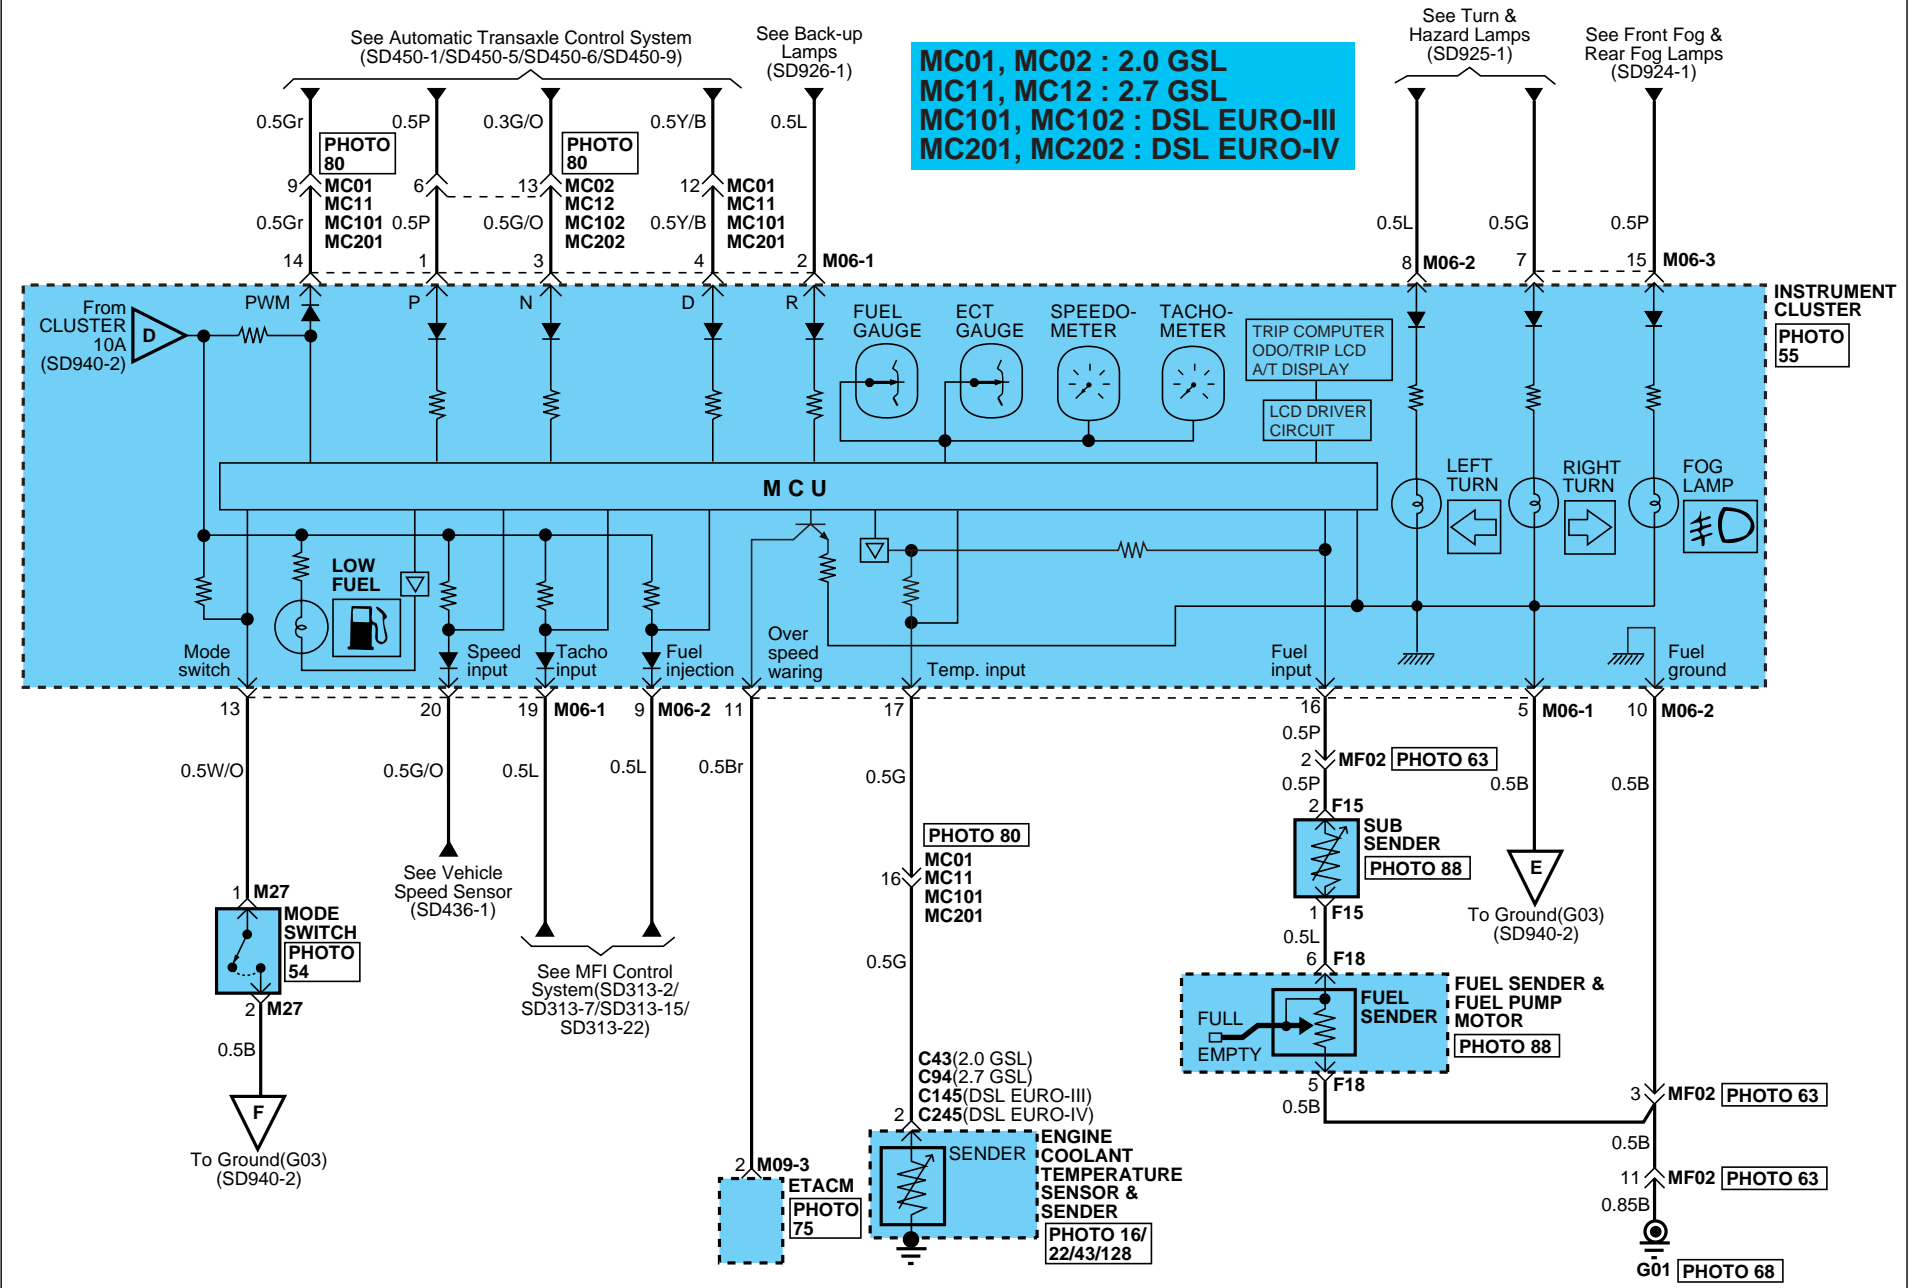 See Automatic Transaxle Control System
(SD450-1/SD450-5/SD450-6/SD450-9)
See Back-up
Lamps
(SD926-1)
MC01, MC02 : 2.0 GSL
MC11, MC12 : 2.7 GSL
MC101, MC102 : DSL EURO-III
MC201, MC202 : DSL EURO-IV
See Turn &
Hazard Lamps
(SD925-1)
See Front Fog &
Rear Fog Lamps
(SD924-1)
0.5Gr
0.5P
0.3G/O
0.5Y/B
0.5L
PHOTO
80
PHOTO
80
9
MC01
MC11
MC101
MC201
6
13
MC02
MC12
MC102
MC202
12
MC01
MC11
MC101
MC201
0.5Gr
0.5P
0.5G/O
0.5Y/B
0.5L
0.5G
0.5P
14
1
3
4
2
M06-1
8
M06-2
7
15
M06-3
INSTRUMENT
CLUSTER
PHOTO
55
From
CLUSTER
10A
(SD940-2)
D
PWM
P
N
D
R
FUEL
GAUGE
ECT
GAUGE
SPEEDO-
METER
TACHO-
METER
TRIP COMPUTER
ODO/TRIP LCD
A/T DISPLAY
LCD DRIVER
CIRCUIT
MCU
LEFT
TURN
RIGHT
TURN
FOG
LAMP
LOW
FUEL
Mode
switch
Speed
input
Tacho
input
Fuel
injection
Over
speed
waring
Temp. input
Fuel
input
Fuel
ground
13
20
19
M06-1
9
M06-2
11
17
16
5
M06-1
10
M06-2
0.5W/O
0.5G/O
0.5L
0.5L
0.5Br
0.5G
0.5P
2
MF02
PHOTO 63
0.5P
0.5B
0.5B
2
F15
SUB
SENDER
PHOTO 88
1
F15
0.5L
6
F18
E
To Ground(G03)
(SD940-2)
PHOTO 80
16
MC01
MC11
MC101
MC201
0.5G
See Vehicle
Speed Sensor
(SD436-1)
1
M27
MODE
SWITCH
PHOTO
54
2
M27
0.5B
F
To Ground(G03)
(SD940-2)
See MFI Control
System(SD313-2/
SD313-7/SD313-15/
SD313-22)
FULL
EMPTY
FUEL
SENDER
FUEL SENDER &
FUEL PUMP
MOTOR
PHOTO 88
5
F18
0.5B
3
MF02
PHOTO 63
0.5B
11
MF02
PHOTO 63
0.85B
G01
PHOTO 68
C43(2.0 GSL)
C94(2.7 GSL)
C145(DSL EURO-III)
C245(DSL EURO-IV)
2
SENDER
ENGINE
COOLANT
TEMPERATURE
SENSOR &
SENDER
PHOTO 16/
22/43/128
2
M09-3
ETACM
PHOTO
75